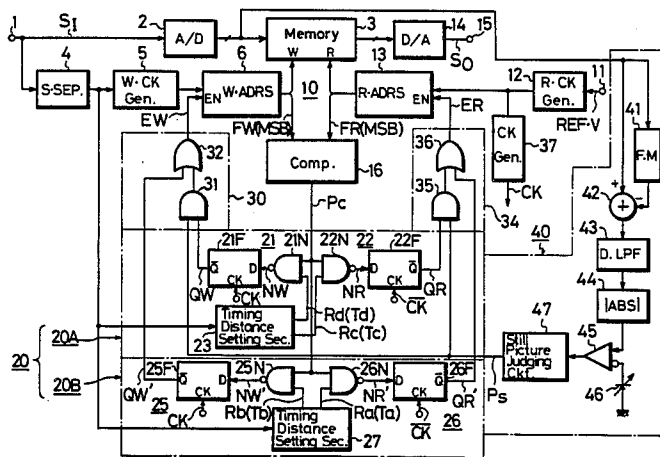 1
SI
2
A/D
Memory
W R
3
D/A
14
15
SO
4
S·SEP.
5
W·CK
Gen.
6
W·ADRS
EN
EW
10
13
R·ADRS
EN
ER
12
R·CK
Gen.
11
REF·V
FW(MSB)
FR(MSB)
37
CK
Gen.
CK
41
F.M
42
+
-
32
31
30
Comp.
16
36
35
34
Pc
40
43
D. LPF
44
|ABS|
21F
Q̅ D
CK
21
21N
22N
22
22F
D Q̅
CK
QW
NW
NR
QR
CK
C̅K̅
Rd(Td)
Rc(Tc)
Timing
Distance
Setting Sec.
23
47
Still
Picture
Judging
Ckt.
45
46
20
20A
20B
25F
Q̅ D
CK
25N
26N
26F
D Q̅
CK
QW'
NW'
NR'
QR
Ps
25
CK
Rb(Tb)
Ra(Ta)
C̅K̅
26
Timing
Distance
Setting Sec.
27